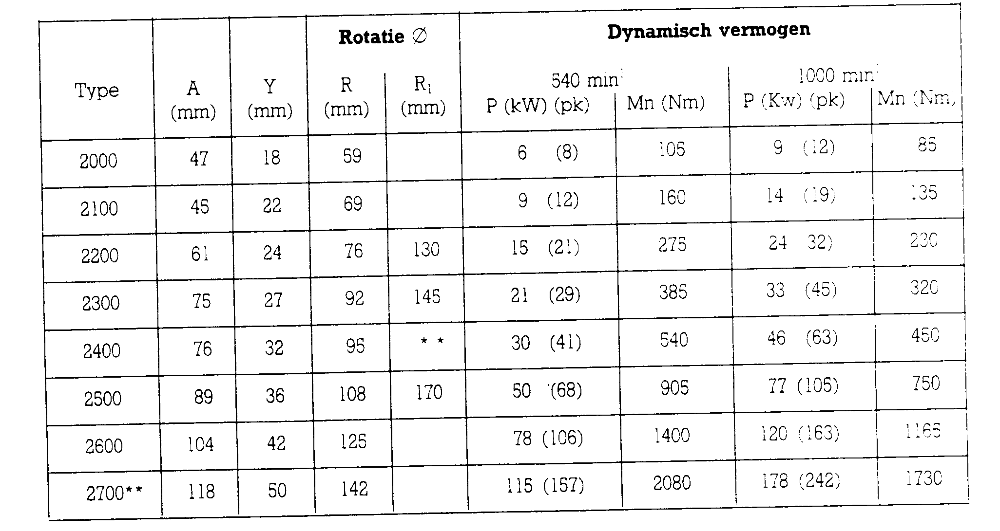 Rotatie ∅ Dynamisch vermogen
540 min 1000 min
Type A Y R R₁
(mm) (mm) (mm) (mm) P (kW) (pk) Mn (Nm) P (Kw) (pk) Mn (Nm)
2000 47 18 59 6 (8) 105 9 (12) 85
2100 45 22 69 9 (12) 160 14 (19) 135
2200 61 24 76 130 15 (21) 275 24 32) 230
2300 75 27 92 145 21 (29) 385 33 (45) 320
2400 76 32 95 * * 30 (41) 540 46 (63) 450
2500 89 36 108 170 50 (68) 905 77 (105) 750
2600 104 42 125 78 (106) 1400 120 (163) 1165
2700** 118 50 142 115 (157) 2080 178 (242) 1730